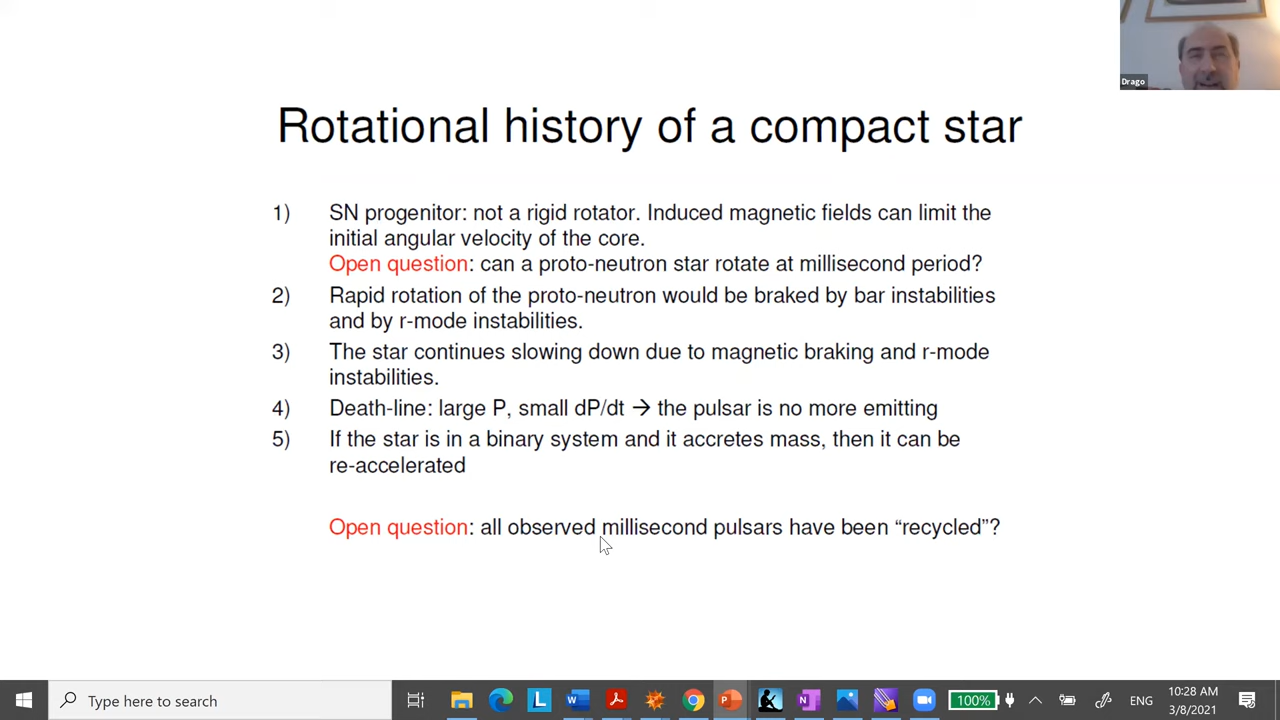 Drago
Rotational history of a compact star
1) SN progenitor: not a rigid rotator. Induced magnetic fields can limit the
initial angular velocity of the core.
Open question: can a proto-neutron star rotate at millisecond period?
2) Rapid rotation of the proto-neutron would be braked by bar instabilities
and by r-mode instabilities.
3) The star continues slowing down due to magnetic braking and r-mode
instabilities.
4) Death-line: large P, small dP/dt → the pulsar is no more emitting
5) If the star is in a binary system and it accretes mass, then it can be
re-accelerated
Open question: all observed millisecond pulsars have been “recycled”?
Type here to search
L
W
P
N
100%
ENG
10:28 AM
3/8/2021